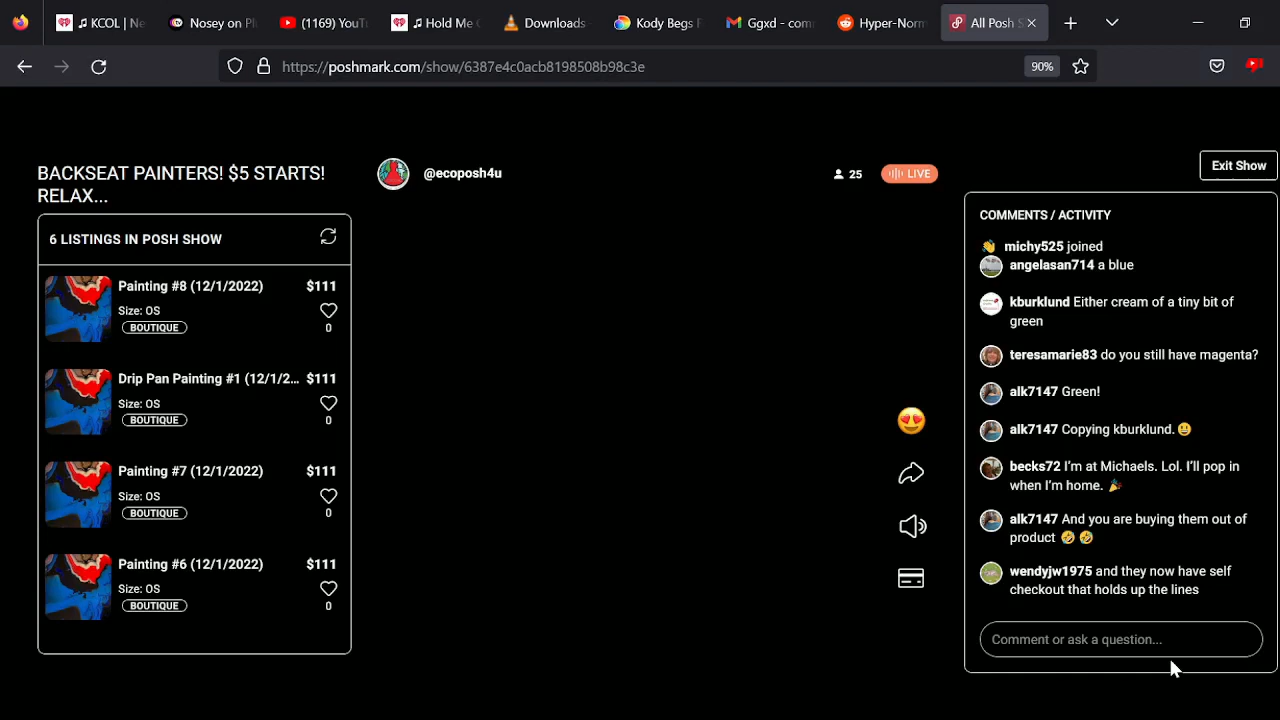 ♫ KCOL | Ne
Nosey on Pl
(1169) YouTu
♫ Hold Me C
Downloads
Kody Begs F
Ggxd - com
Hyper-Norm
All Posh S
https://poshmark.com/show/6387e4c0acb8198508b98c3e
90%
BACKSEAT PAINTERS! $5 STARTS!
RELAX...
6 LISTINGS IN POSH SHOW
Painting #8 (12/1/2022) $111
Size: OS
BOUTIQUE
0
Drip Pan Painting #1 (12/1/2... $111
Size: OS
BOUTIQUE
0
Painting #7 (12/1/2022) $111
Size: OS
BOUTIQUE
0
Painting #6 (12/1/2022) $111
Size: OS
BOUTIQUE
0
@ecoposh4u
25
LIVE
Exit Show
COMMENTS / ACTIVITY
👋 michy525 joined
angelasan714 a blue
kburklund Either cream of a tiny bit of
green
teresamarie83 do you still have magenta?
alk7147 Green!
alk7147 Copying kburklund. 😃
becks72 I’m at Michaels. Lol. I’ll pop in
when I’m home. 🎉
alk7147 And you are buying them out of
product 🤣 🤣
wendyjw1975 and they now have self
checkout that holds up the lines
Comment or ask a question...